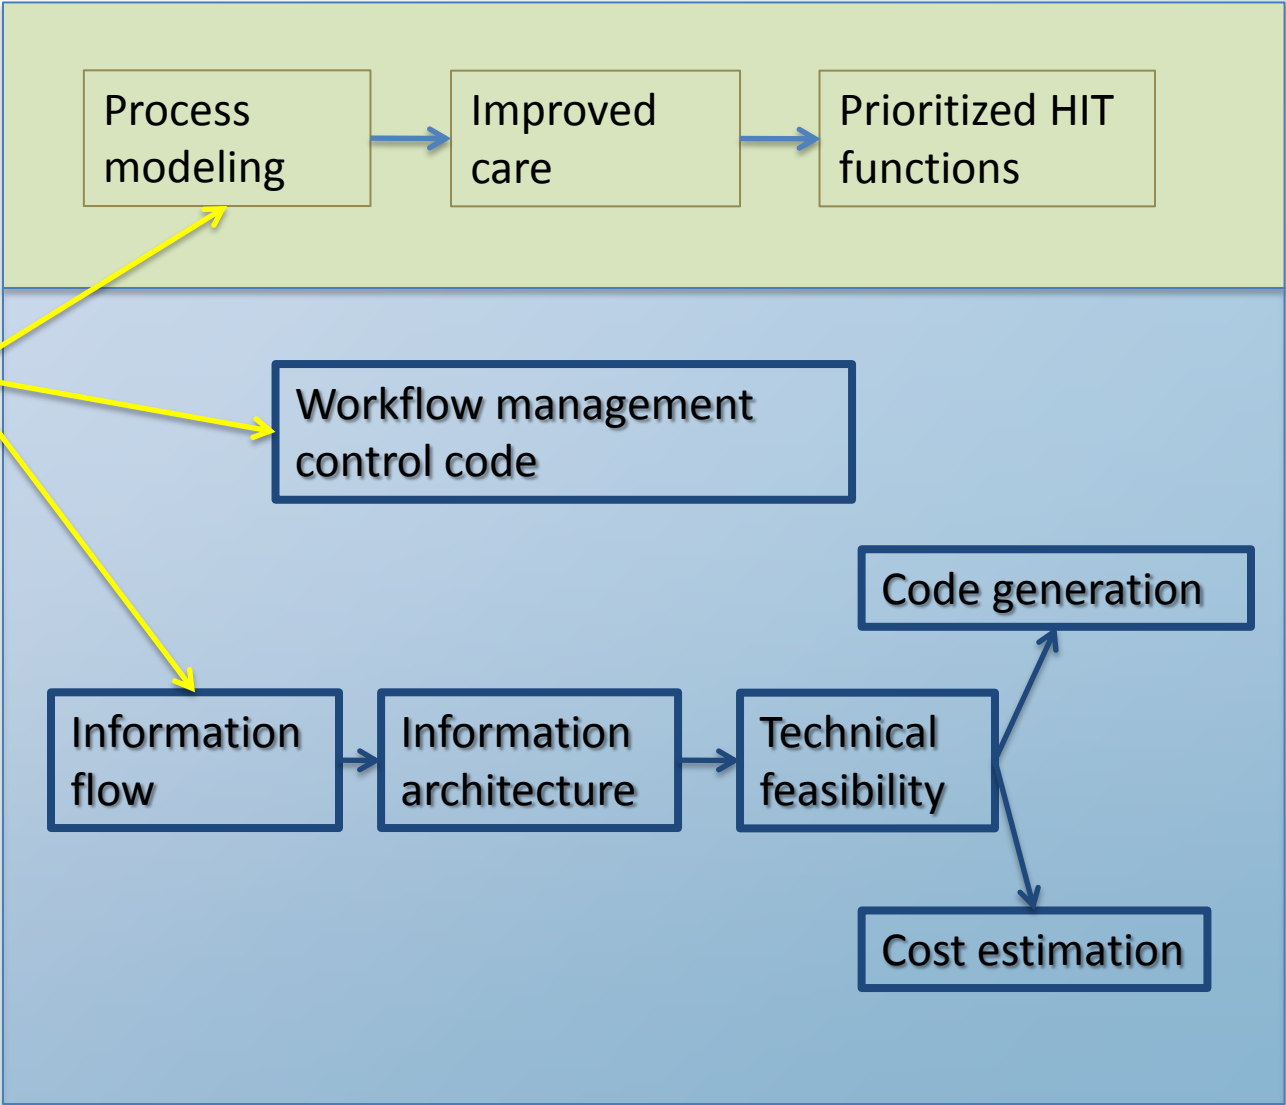 Process
modeling
Improved
care
Prioritized HIT
functions
Workflow management
control code
Code generation
Information
flow
Information
architecture
Technical
feasibility
Cost estimation